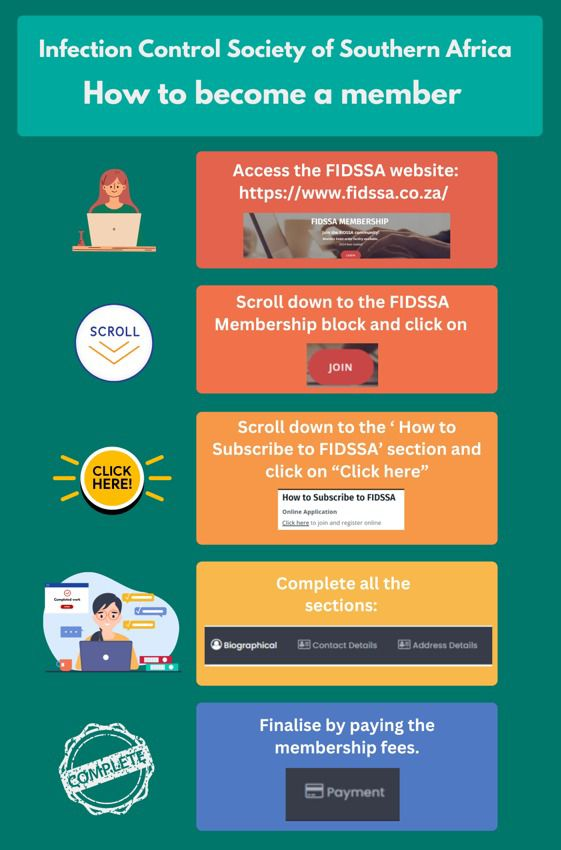 Infection Control Society of Southern Africa
How to become a member
Access the FIDSSA website:
https://www.fidssa.co.za/
FIDSSA MEMBERSHIP
Join the FIDSSA community!
SCROLL
Scroll down to the FIDSSA
Membership block and click on
JOIN
CLICK
HERE!
Scroll down to the ‘ How to
Subscribe to FIDSSA’ section and
click on “Click here”
How to Subscribe to FIDSSA
Online Application
Click here to join and register online
Completed work
Complete all the
sections:
Biographical Contact Details Address Details
COMPLETE
Finalise by paying the
membership fees.
Payment